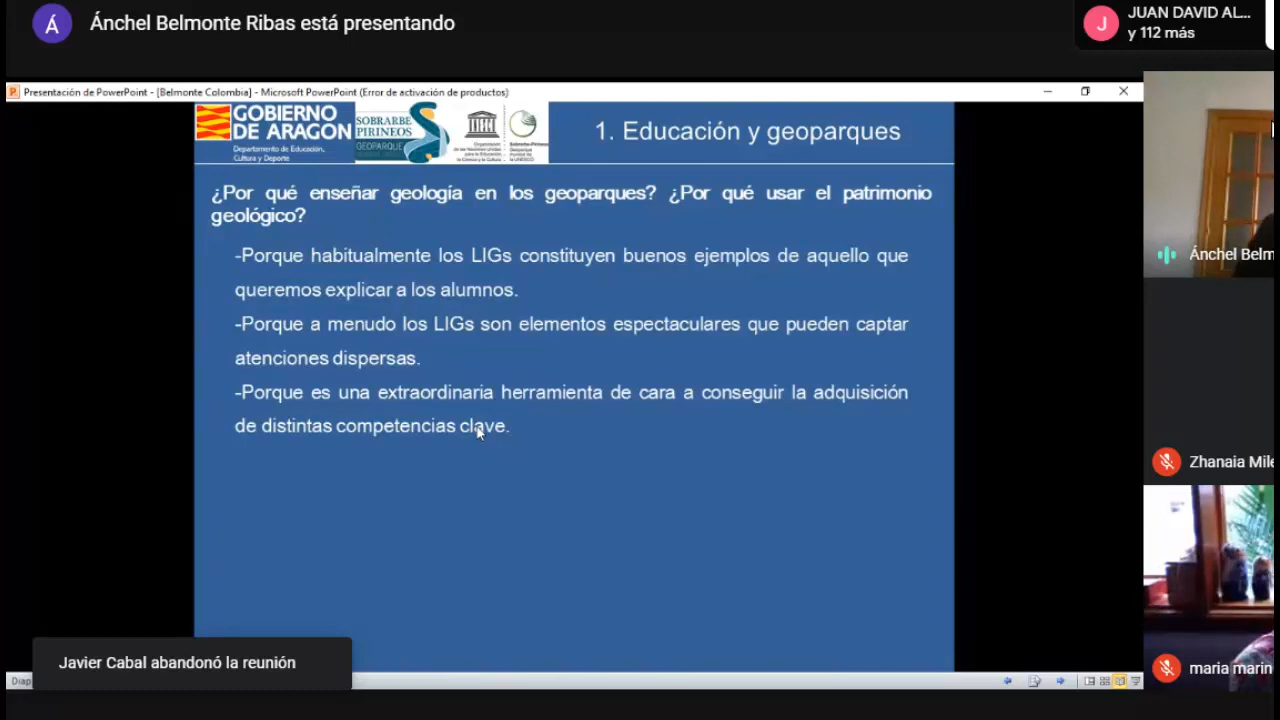 Á
Ánchel Belmonte Ribas está presentando
J
JUAN DAVID AL...
y 112 más
Presentación de PowerPoint - [Belmonte Colombia] - Microsoft PowerPoint (Error de activación de productos)
GOBIERNO
DE ARAGON
Departamento de Educación,
Cultura y Deporte
SOBRARBE
PIRINEOS
GEOPARQUE
1. Educación y geoparques
¿Por qué enseñar geología en los geoparques? ¿Por qué usar el patrimonio
geológico?
-Porque habitualmente los LIGs constituyen buenos ejemplos de aquello que
queremos explicar a los alumnos.
-Porque a menudo los LIGs son elementos espectaculares que pueden captar
atenciones dispersas.
-Porque es una extraordinaria herramienta de cara a conseguir la adquisición
de distintas competencias clave.
Ánchel Belm
Zhanaia Mile
maria marin
Javier Cabal abandonó la reunión
Diap